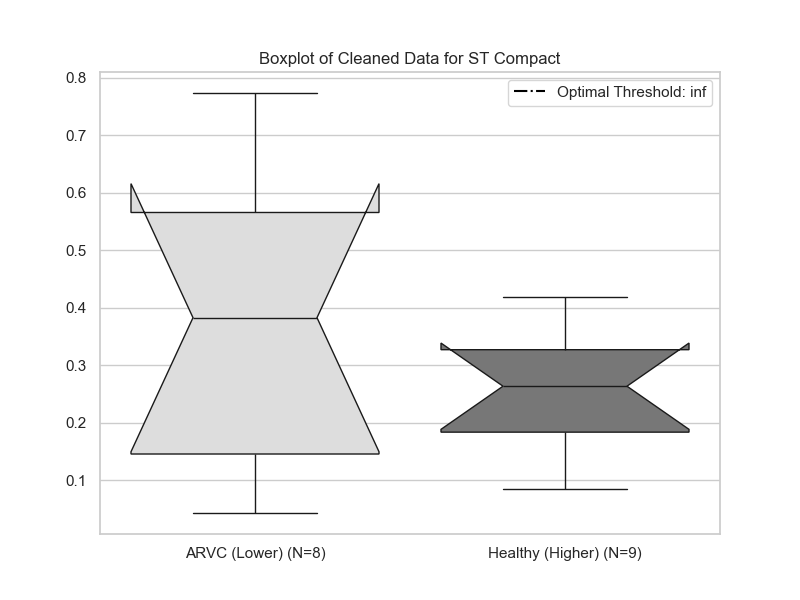 Boxplot of Cleaned Data for ST Compact
Optimal Threshold: inf
0.8
0.7
0.6
0.5
0.4
0.3
0.2
0.1
ARVC (Lower) (N=8)
Healthy (Higher) (N=9)